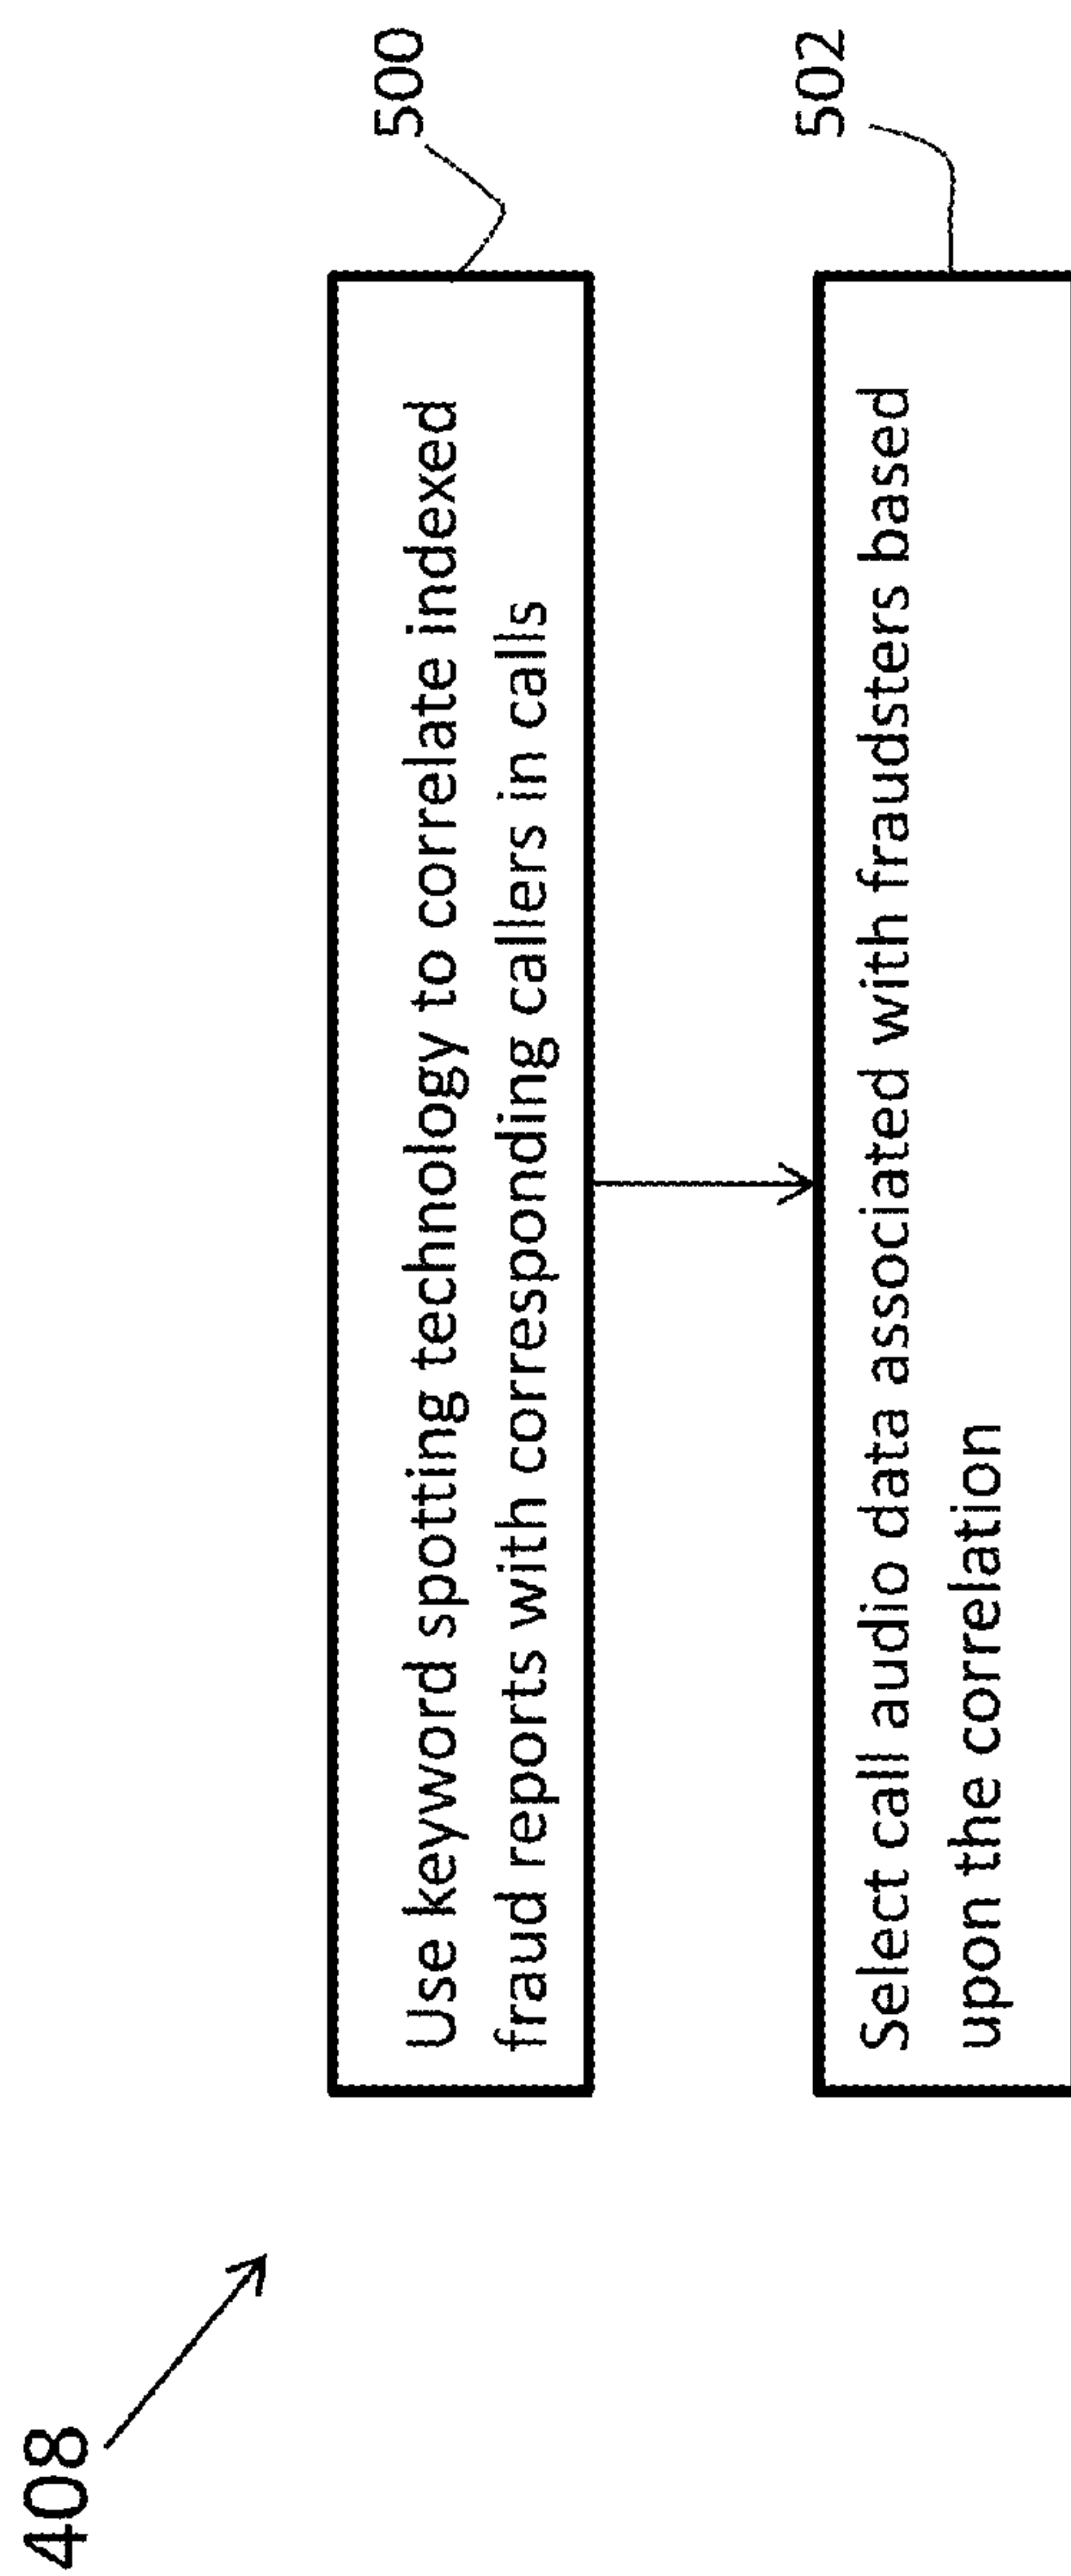 408
500
Use keyword spotting technology to correlate indexed
fraud reports with corresponding callers in calls
502
Select call audio data associated with fraudsters based
upon the correlation